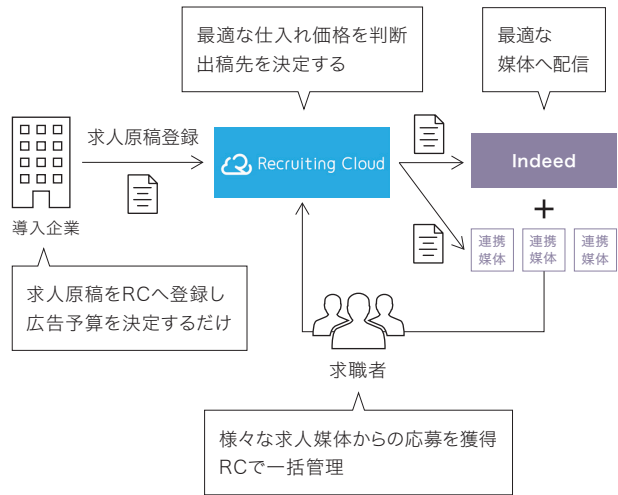 最適な仕入れ価格を判断
出稿先を決定する
最適な
媒体へ配信
求人原稿登録
Recruiting Cloud
Indeed
+
導入企業
連携
媒体
連携
媒体
連携
媒体
求人原稿をRCへ登録し
広告予算を決定するだけ
求職者
様々な求人媒体からの応募を獲得
RCで一括管理